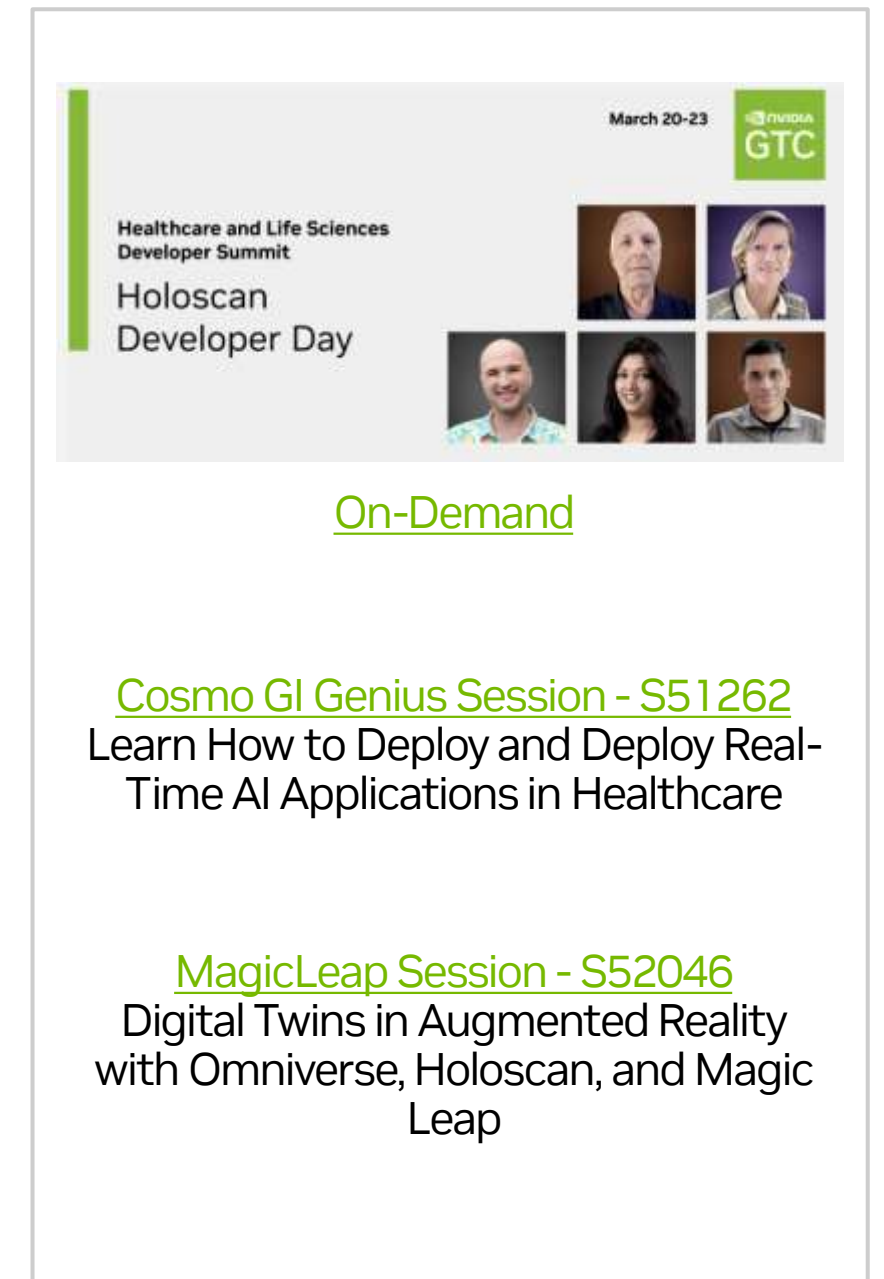 March 20-23
NVIDIA
GTC
Healthcare and Life Sciences
Developer Summit
Holoscan
Developer Day
On-Demand
Cosmo GI Genius Session - S51262
Learn How to Deploy and Deploy Real-
Time AI Applications in Healthcare
MagicLeap Session - S52046
Digital Twins in Augmented Reality
with Omniverse, Holoscan, and Magic
Leap